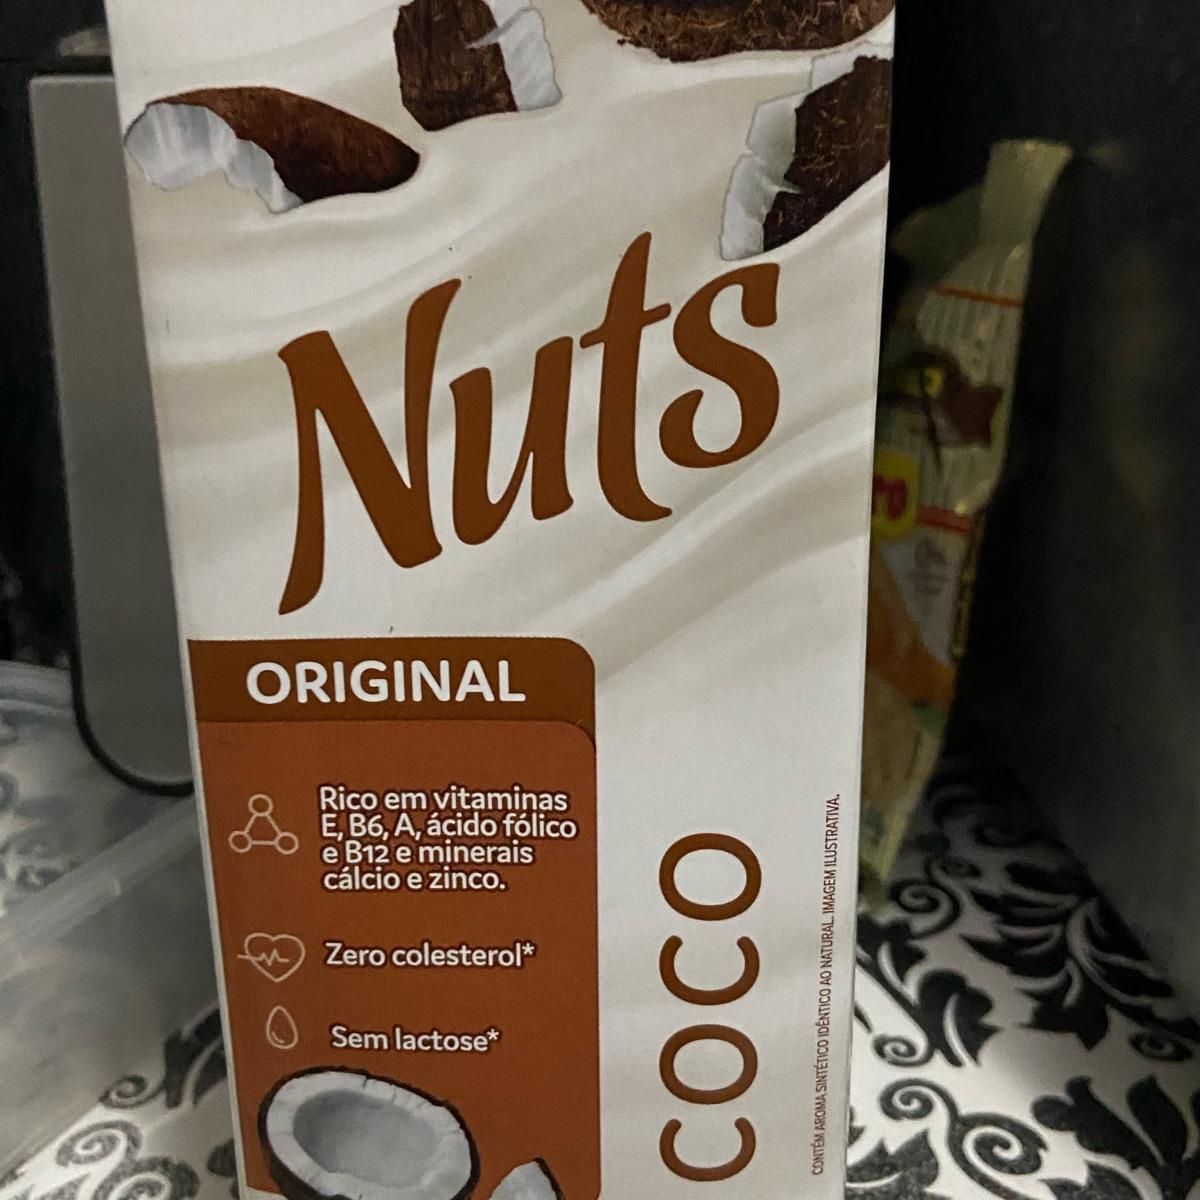 Nuts
ORIGINAL
Rico em vitaminas
E, B6, A, ácido fólico
e B12 e minerais
cálcio e zinco.
Zero colesterol*
Sem lactose*
COCO
CONTÉM AROMA SINTÉTICO IDÊNTICO AO NATURAL. IMAGEM ILUSTRATIVA.